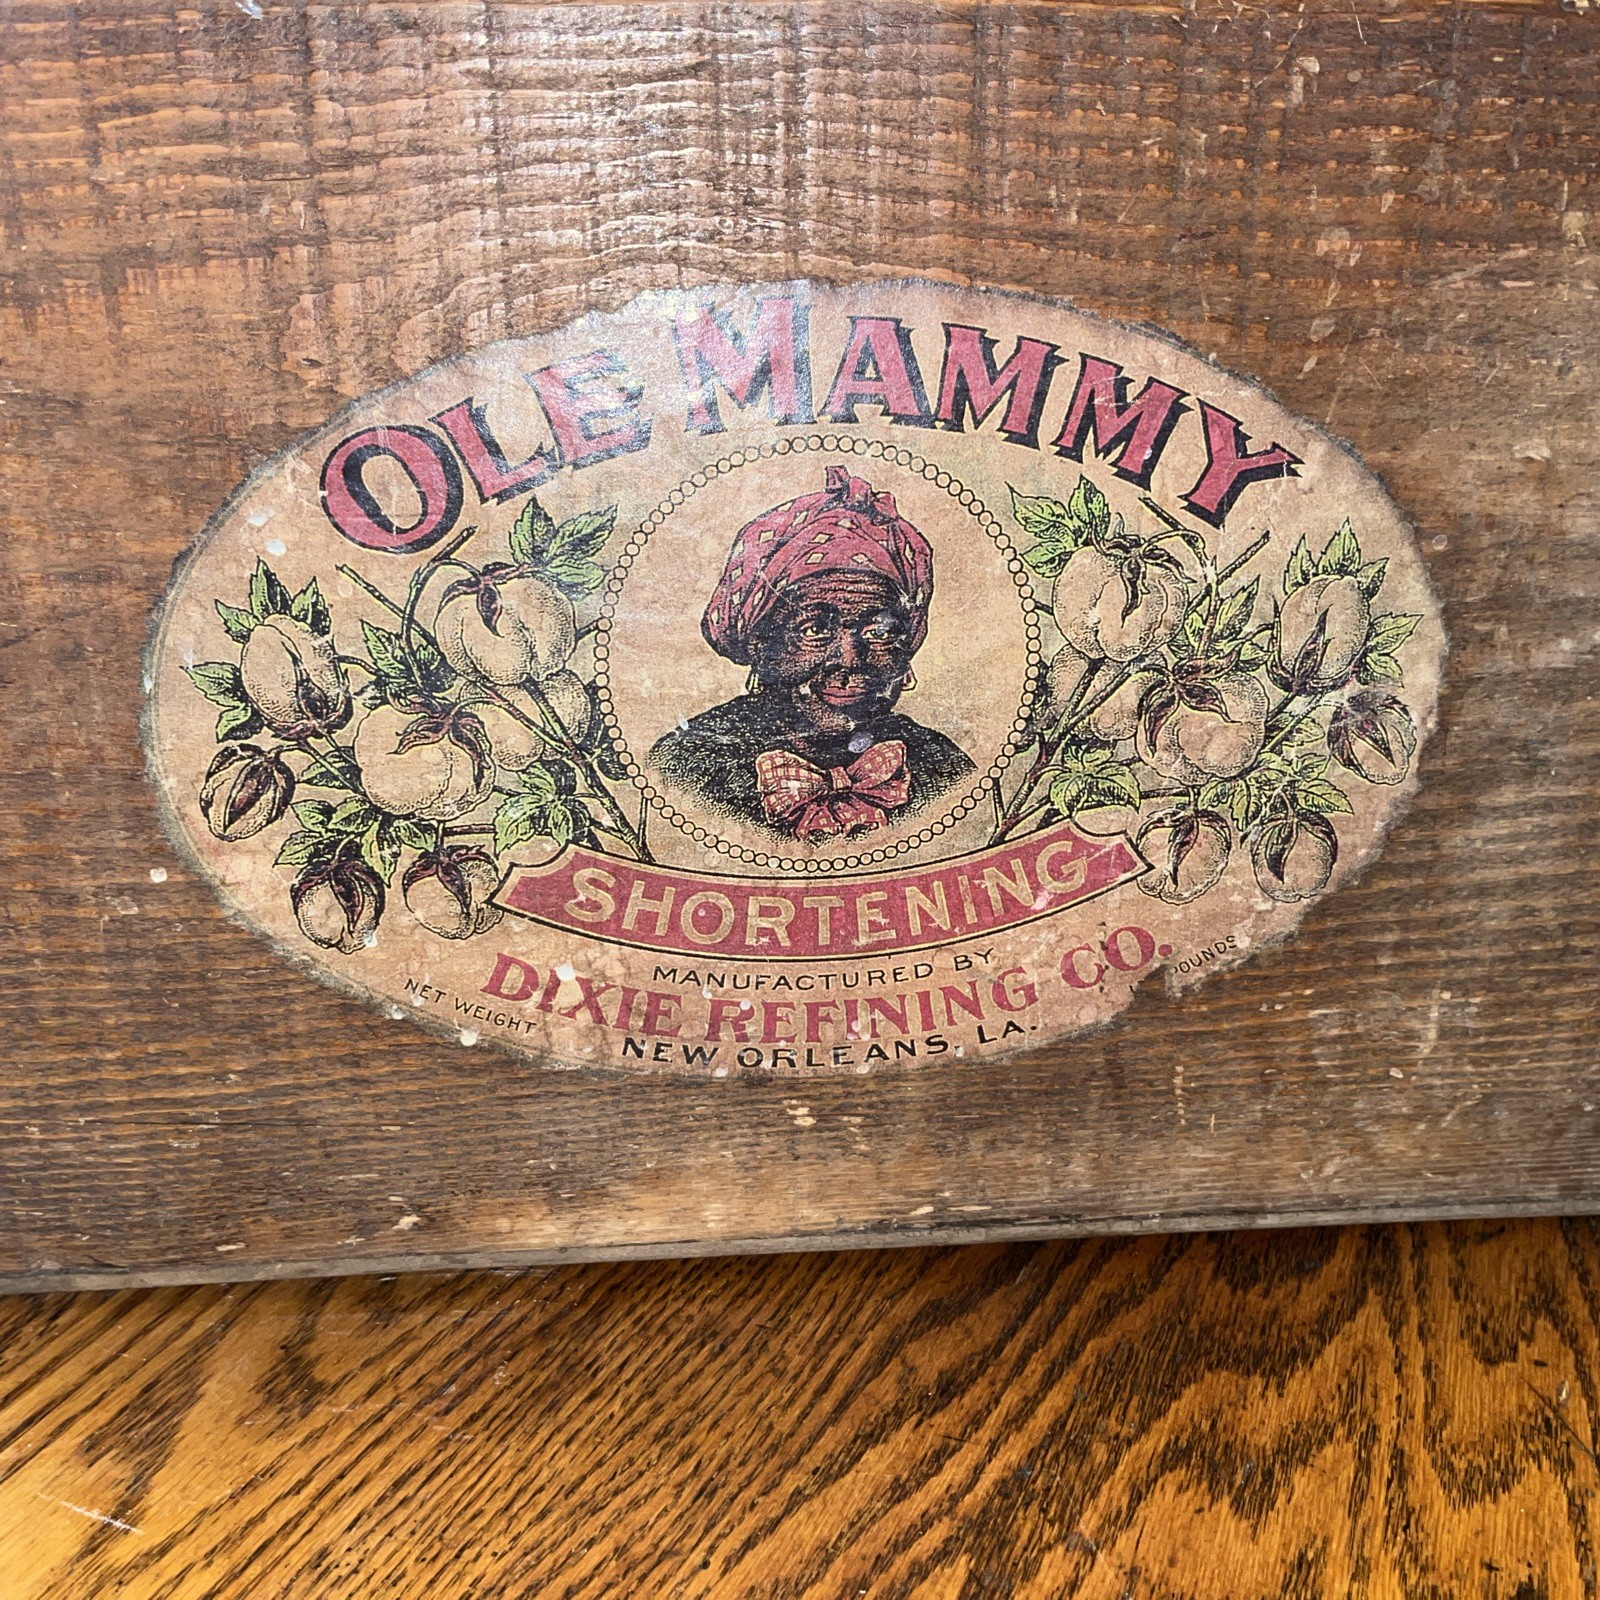 OLE MAMMY
SHORTENING
MANUFACTURED BY
DIXIE REFINING CO.
NET WEIGHT POUNDS
NEW ORLEANS, LA.